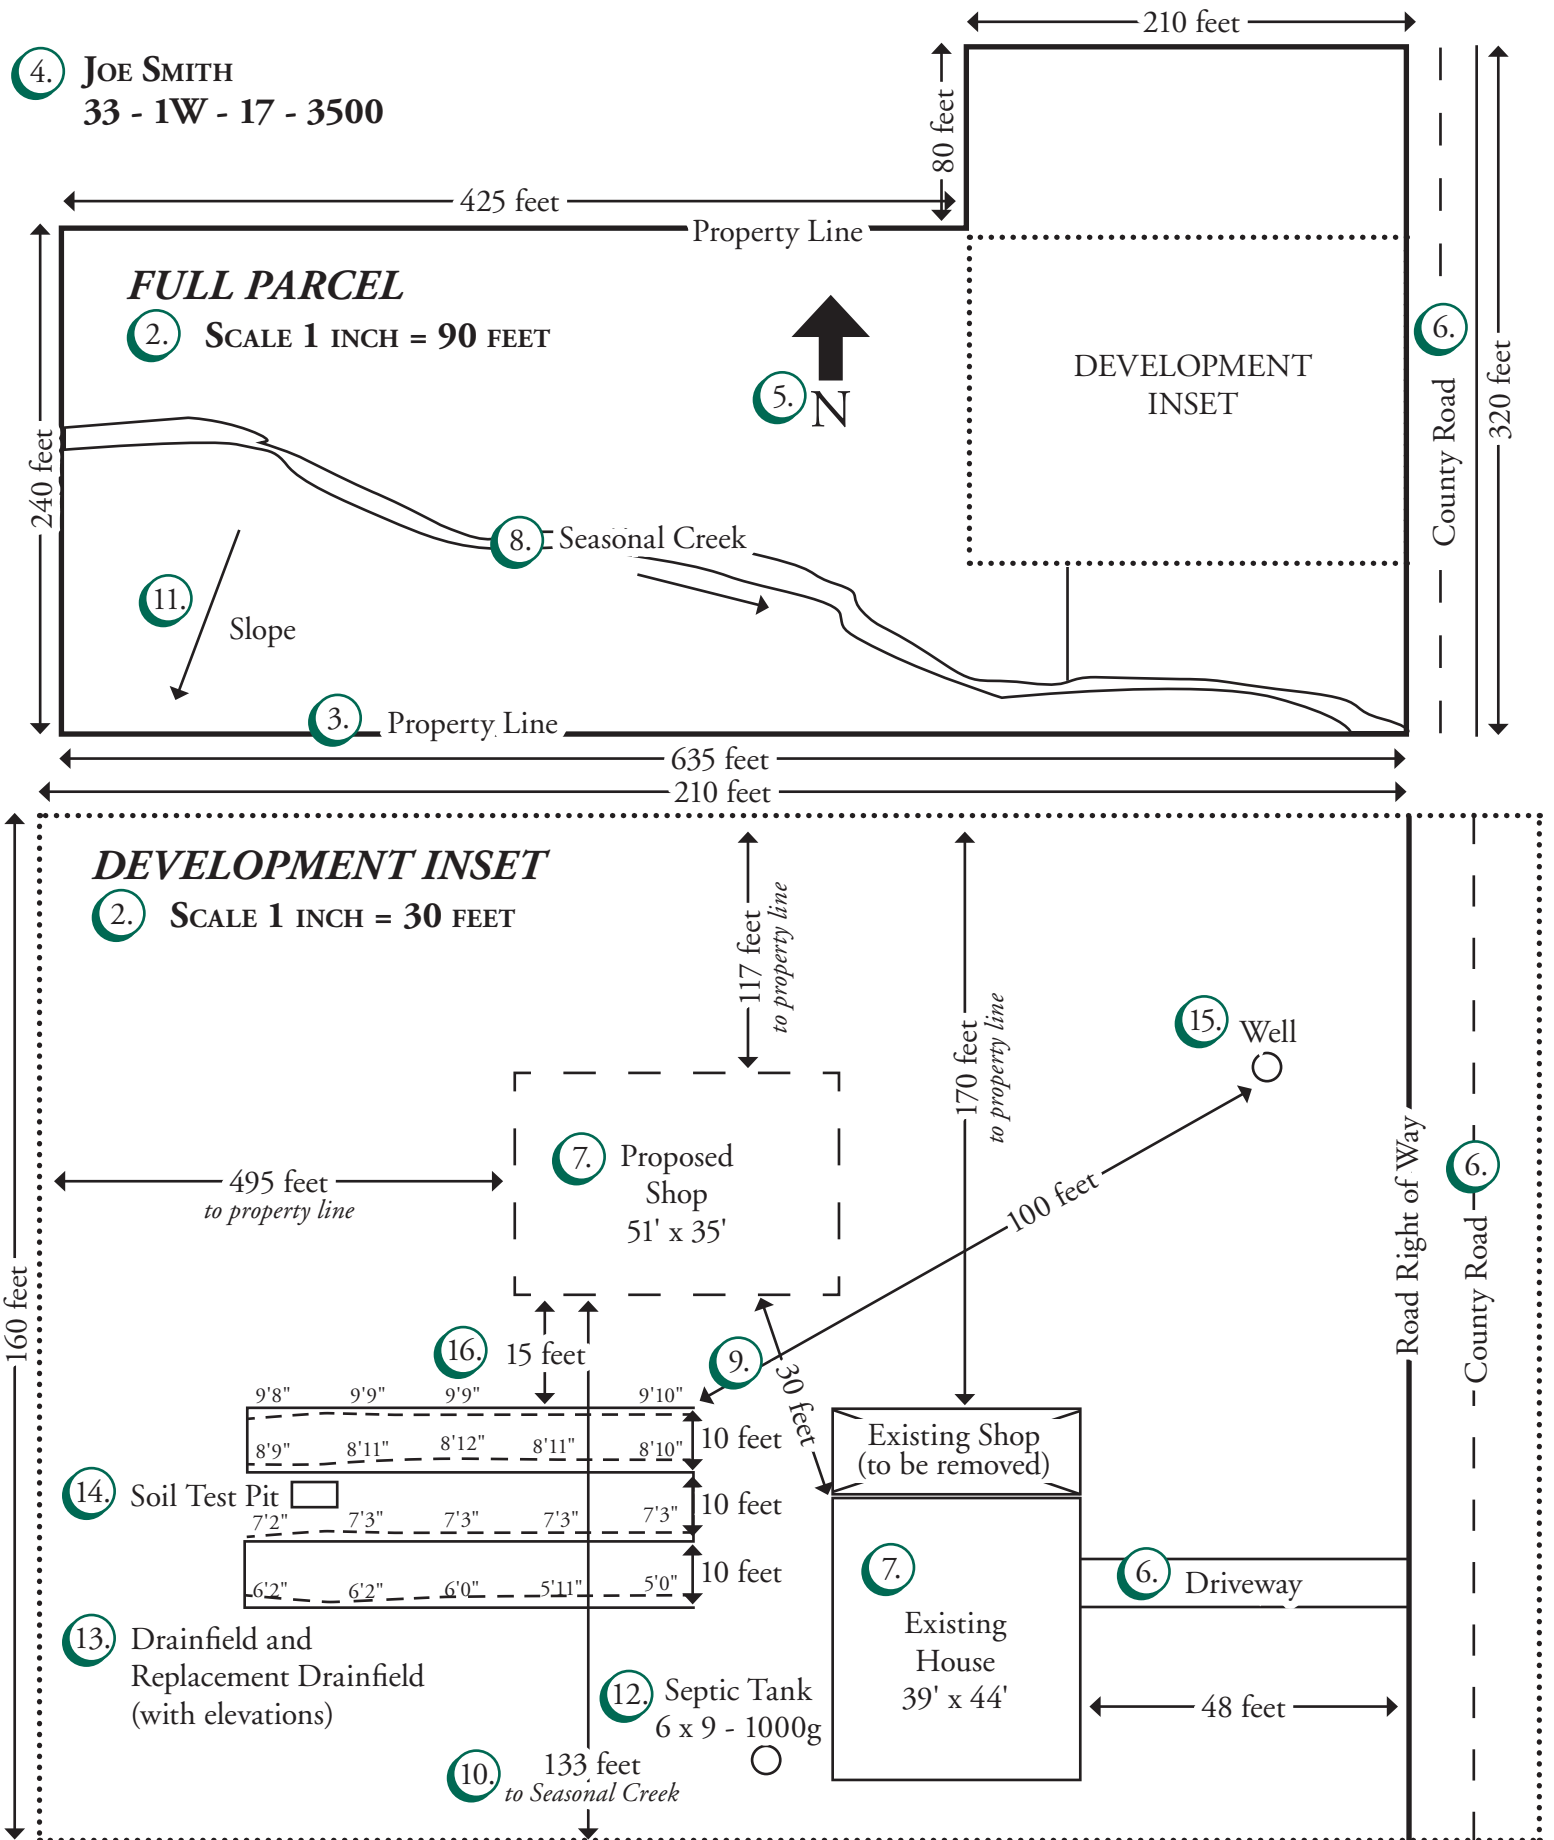 210 feet
4. Joe Smith
33 - 1W - 17 - 3500
80 feet
425 feet
Property Line
FULL PARCEL
2. Scale 1 inch = 90 feet
5. N
DEVELOPMENT
INSET
6.
County Road
320 feet
240 feet
8. Seasonal Creek
11.
Slope
3. Property Line
635 feet
210 feet
DEVELOPMENT INSET
2. Scale 1 inch = 30 feet
117 feet
to property line
170 feet
to property line
15. Well
7. Proposed
Shop
51' x 35'
495 feet
to property line
100 feet
Road Right of Way
6.
County Road
160 feet
16. 15 feet
9.
30 feet
9'8" 9'9" 9'9" 9'10"
10 feet
8'9" 8'11" 8'12" 8'11" 8'10"
Existing Shop
(to be removed)
14. Soil Test Pit
10 feet
7'2" 7'3" 7'3" 7'3" 7'3"
10 feet
6'2" 6'2" 6'0" 5'11" 5'0"
7.
Existing
House
39' x 44'
6. Driveway
13. Drainfield and
Replacement Drainfield
(with elevations)
12. Septic Tank
6 x 9 - 1000g
48 feet
10. 133 feet
to Seasonal Creek